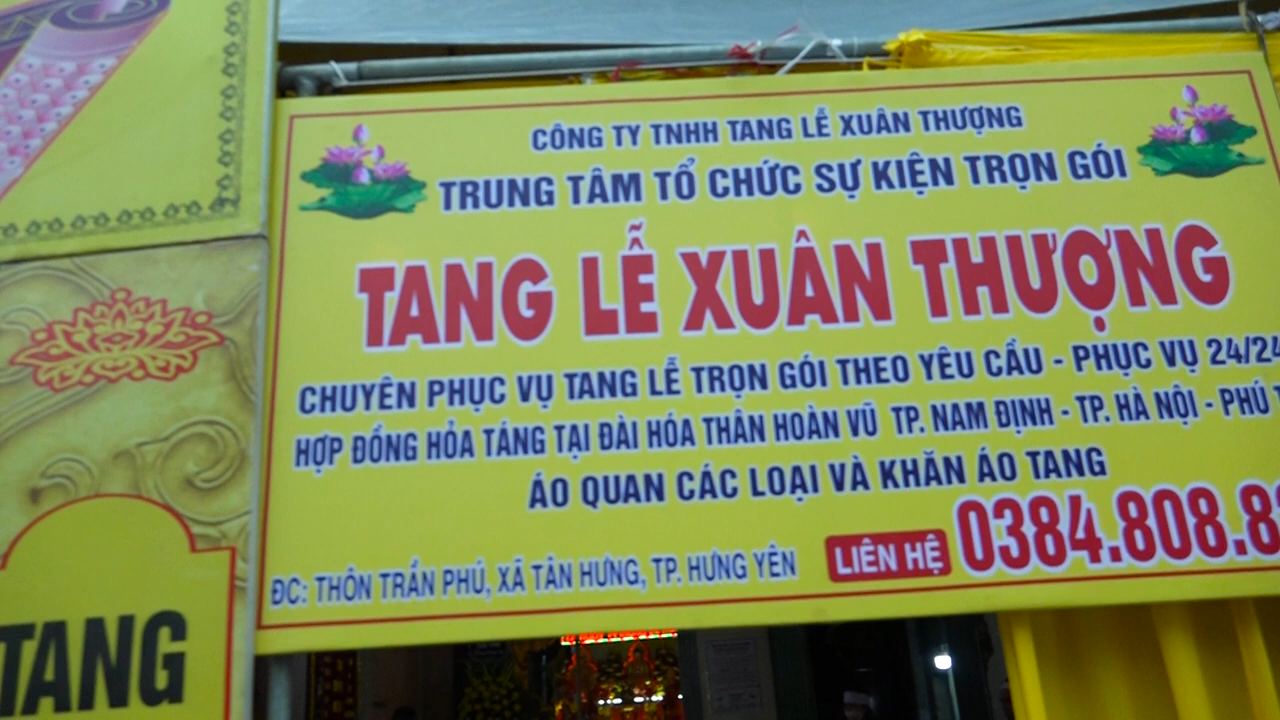 CÔNG TY TNHH TANG LỄ XUÂN THƯỢNG
TRUNG TÂM TỔ CHỨC SỰ KIỆN TRỌN GÓI
TANG LỄ XUÂN THƯỢNG
CHUYÊN PHỤC VỤ TANG LỄ TRỌN GÓI THEO YÊU CẦU - PHỤC VỤ 24/24
HỢP ĐỒNG HỎA TÁNG TẠI ĐÀI HÓA THÂN HOÀN VŨ TP. NAM ĐỊNH - TP. HÀ NỘI - PHÚ
ÁO QUAN CÁC LOẠI VÀ KHĂN ÁO TANG
ĐC: THÔN TRẦN PHÚ, XÃ TÂN HƯNG, TP. HƯNG YÊN
LIÊN HỆ 0384.808.8
TANG